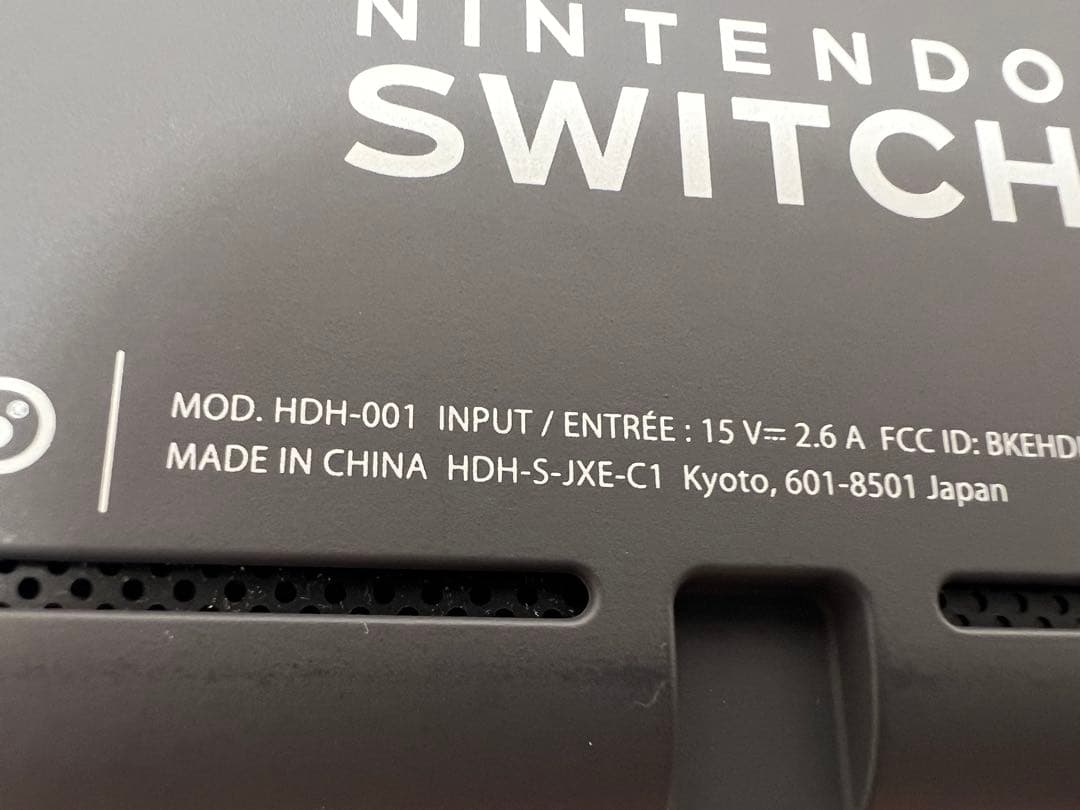 NINTENDO
SWITCH
MOD. HDH-001 INPUT / ENTRÉE : 15 V⎓ 2.6 A FCC ID:
MADE IN CHINA HDH-S-JXE-C1 Kyoto, 601-8501 Japan